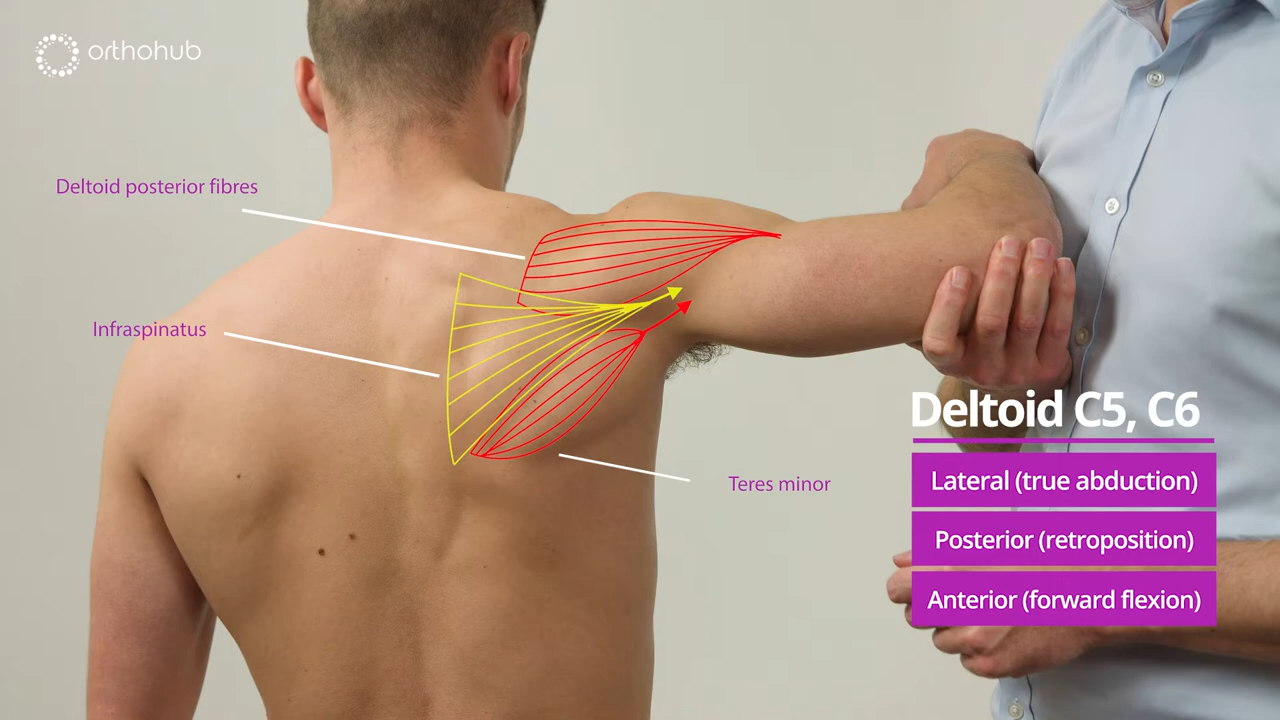 orthohub
Deltoid posterior fibres
Infraspinatus
Teres minor
Deltoid C5, C6
Lateral (true abduction)
Posterior (retroposition)
Anterior (forward flexion)